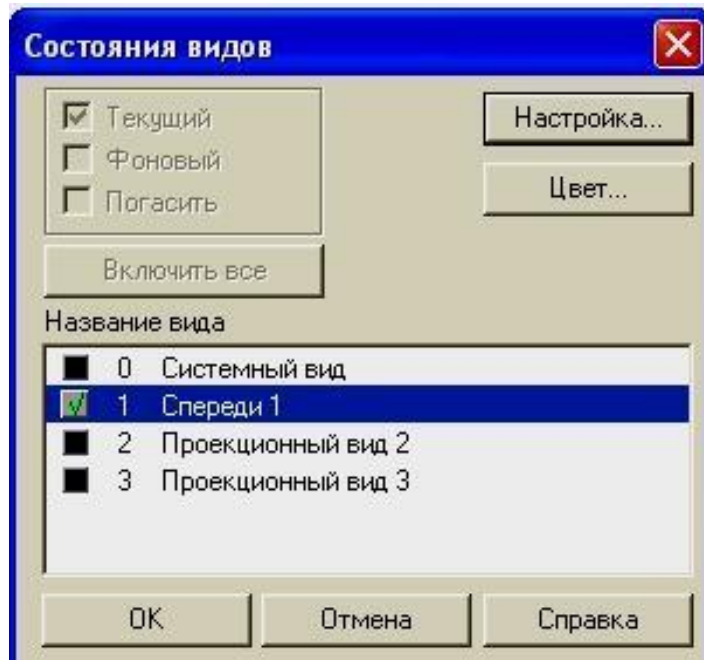 Состояния видов
Текущий
Фоновый
Погасить
Настройка...
Цвет...
Включить все
Название вида
0 Системный вид
1 Спереди 1
2 Проекционный вид 2
3 Проекционный вид 3
OK Отмена Справка